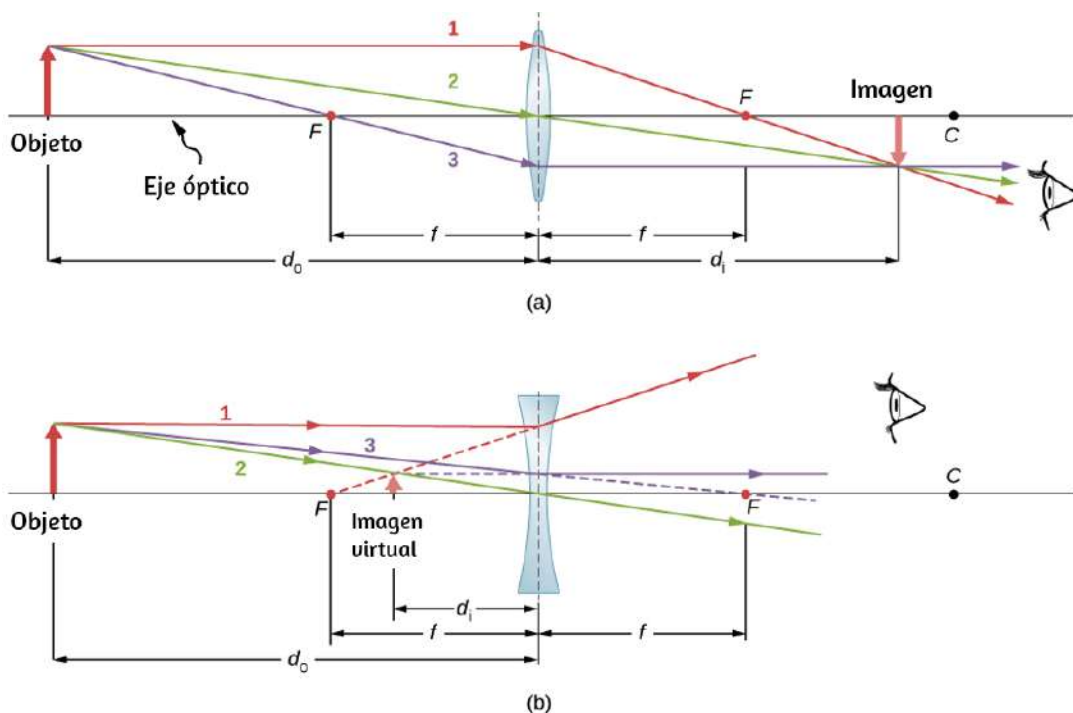 1
2
F
Imagen
F
C
Objeto
3
Eje óptico
f
f
d₀
dᵢ
(a)
1
3
2
C
F
F
Objeto
Imagen
virtual
dᵢ
f
f
d₀
(b)